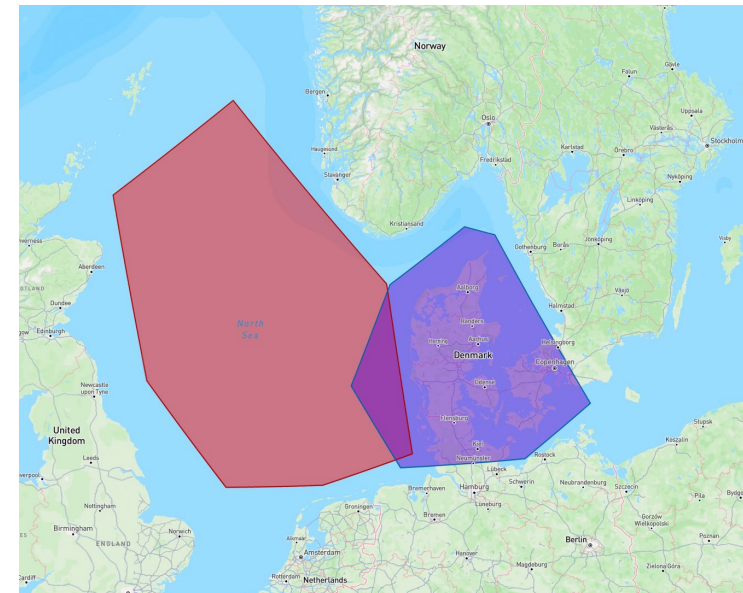 Norway
Bergen
Oslo
Falun
Gävle
Uppsala
Västerås
Stockholm
Karlstad
Örebro
Haugesund
Fredrikstad
Stavanger
Nyköping
Linköping
Kristiansand
Gothenburg
Borås
Jönköping
Visby
Aberdeen
Aalborg
Växjö
Halmstad
Dundee
North
Sea
Randers
Edinburgh
Herning
Aarhus
Helsingborg
Denmark
Copenhagen
Newcastle
upon Tyne
Odense
Flensburg
Słupsk
United
Kingdom
Kiel
Koszalin
Leeds
Neumünster
Rostock
Lübeck
Schwerin
Neubrandenburg
Szczecin
Bremerhaven
Hamburg
Piła
Nottingham
Groningen
Lüneburg
Bremen
Gorzów
Wielkopolski
Birmingham
Norwich
ENGLAND
Alkmaar
Berlin
Poznan
Amsterdam
Hanover
Magdeburg
Zielona Góra
Rotterdam
Netherlands
Cardiff